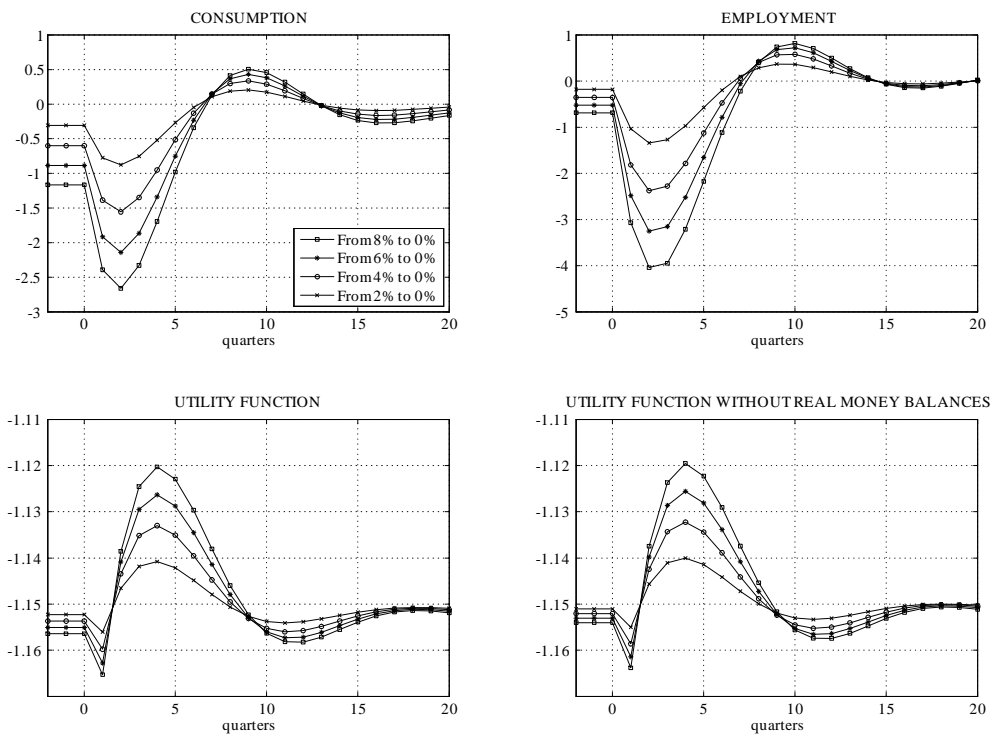 CONSUMPTION
1
0.5
0
-0.5
-1
-1.5
-2
-2.5
-3
0 5 10 15 20
quarters
From 8% to 0%
From 6% to 0%
From 4% to 0%
From 2% to 0%
EMPLOYMENT
1
0
-1
-2
-3
-4
-5
0 5 10 15 20
quarters
UTILITY FUNCTION
-1.11
-1.12
-1.13
-1.14
-1.15
-1.16
0 5 10 15 20
quarters
UTILITY FUNCTION WITHOUT REAL MONEY BALANCES
-1.11
-1.12
-1.13
-1.14
-1.15
-1.16
0 5 10 15 20
quarters